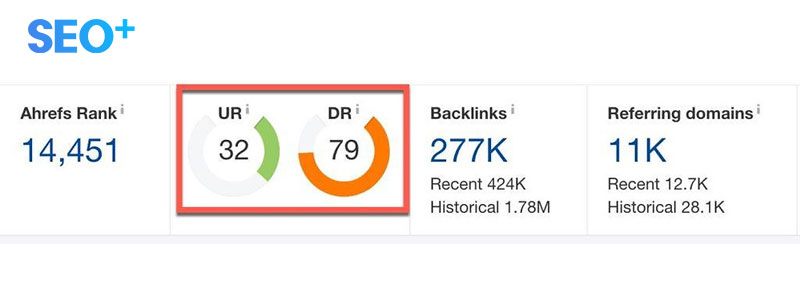 SEO+
Ahrefs Rank i
14,451
UR i
32
DR i
79
Backlinks i
277K
Recent 424K
Historical 1.78M
Referring domains i
11K
Recent 12.7K
Historical 28.1K